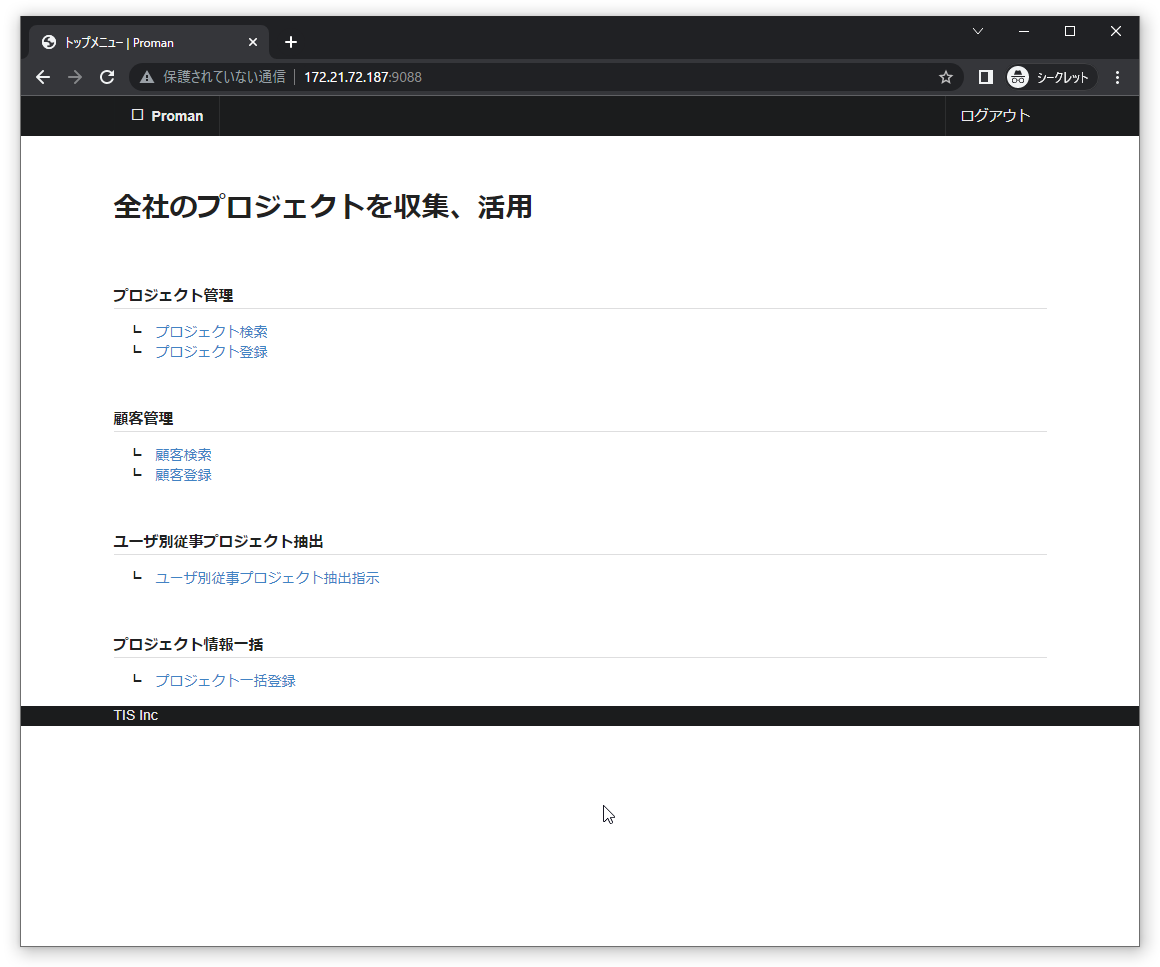 トップメニュー | Proman
保護されていない通信 172.21.72.187:9088 シークレット
Proman ログアウト
全社のプロジェクトを収集、活用
プロジェクト管理
プロジェクト検索
プロジェクト登録
顧客管理
顧客検索
顧客登録
ユーザ別従事プロジェクト抽出
ユーザ別従事プロジェクト抽出指示
プロジェクト情報一括
プロジェクト一括登録
TIS Inc